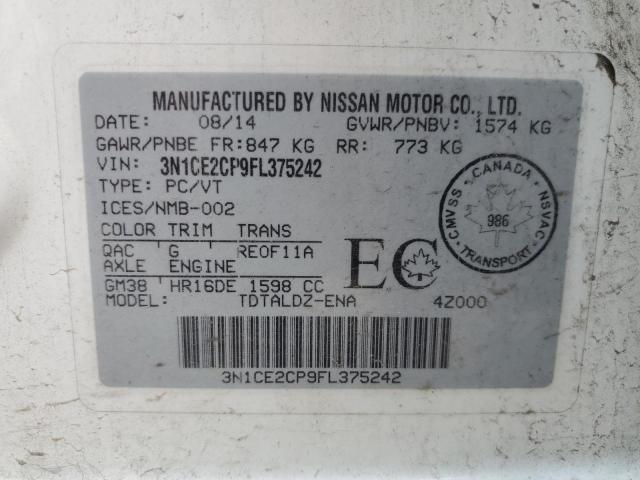 MANUFACTURED BY NISSAN MOTOR CO., LTD.
DATE: 08/14 GVWR/PNBV: 1574 KG
GAWR/PNBE FR:847 KG RR: 773 KG
VIN: 3N1CE2CP9FL375242
TYPE: PC/VT
ICES/NMB-002
COLOR TRIM TRANS
QAC G RE0F11A
AXLE ENGINE
GM38 HR16DE 1598 CC
MODEL: TDTALDZ-ENA 4Z000
EC
CANADA
CMVSS NSVAC
986
TRANSPORT
3N1CE2CP9FL375242